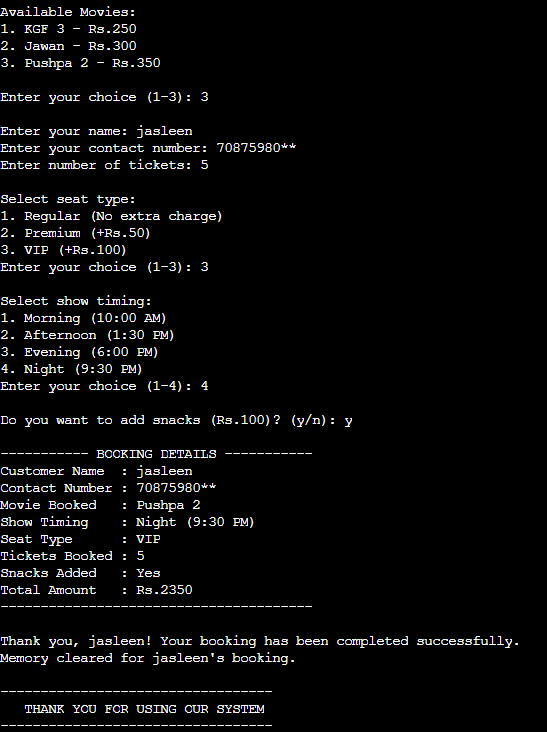 Available Movies:
1. KGF 3 - Rs.250
2. Jawan - Rs.300
3. Pushpa 2 - Rs.350
Enter your choice (1-3): 3
Enter your name: jasleen
Enter your contact number: 70875980**
Enter number of tickets: 5
Select seat type:
1. Regular (No extra charge)
2. Premium (+Rs.50)
3. VIP (+Rs.100)
Enter your choice (1-3): 3
Select show timing:
1. Morning (10:00 AM)
2. Afternoon (1:30 PM)
3. Evening (6:00 PM)
4. Night (9:30 PM)
Enter your choice (1-4): 4
Do you want to add snacks (Rs.100)? (y/n): y
----------- BOOKING DETAILS -----------
Customer Name  : jasleen
Contact Number : 70875980**
Movie Booked   : Pushpa 2
Show Timing    : Night (9:30 PM)
Seat Type      : VIP
Tickets Booked : 5
Snacks Added   : Yes
Total Amount   : Rs.2350
---------------------------------------
Thank you, jasleen! Your booking has been completed successfully.
Memory cleared for jasleen's booking.
----------------------------------
THANK YOU FOR USING OUR SYSTEM
----------------------------------